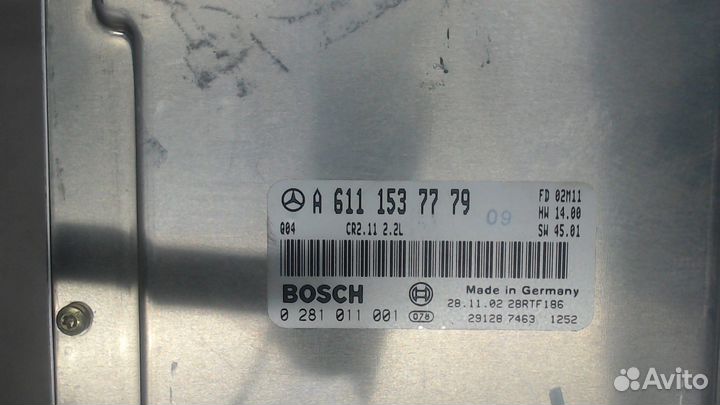 A 611 153 77 79
09
FD 02M11
HW 14.00
SW 45.01
Q04 CR2.11 2.2L
BOSCH
Made in Germany
28.11.02 28RTF186
0 281 011 001 078
29128 7463 1252
Avito